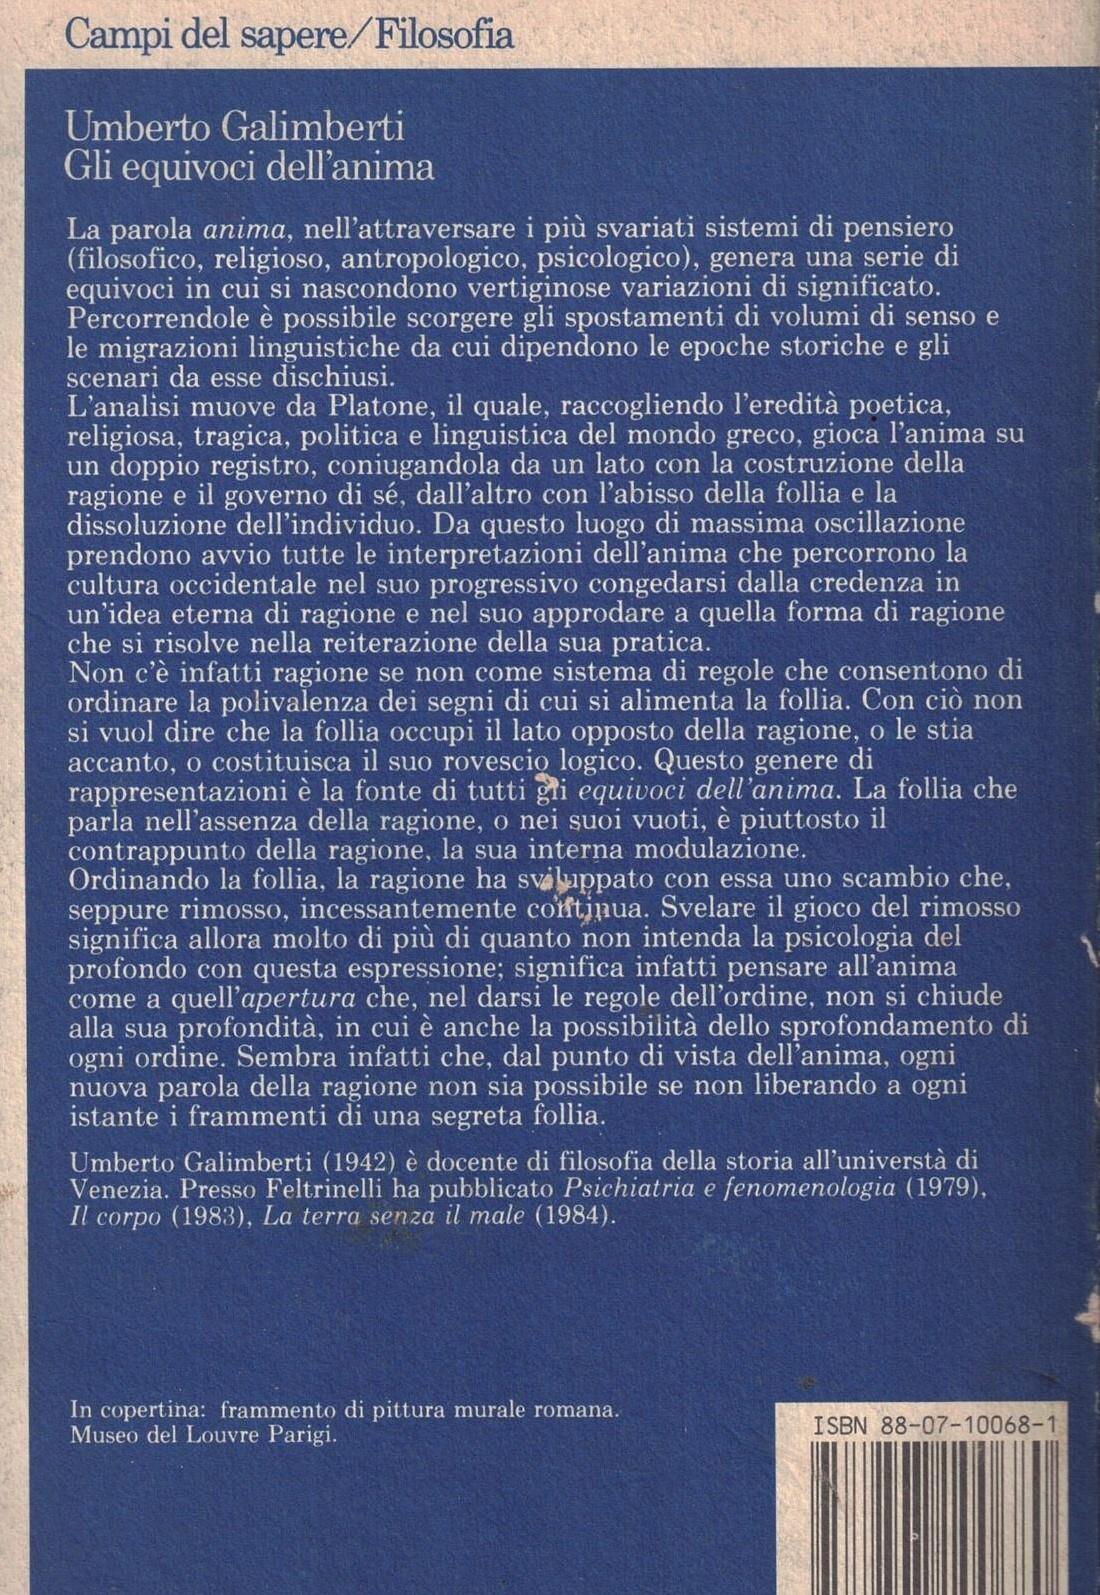 Campi del sapere/Filosofia
Umberto Galimberti
Gli equivoci dell'anima
La parola anima, nell'attraversare i più svariati sistemi di pensiero
(filosofico, religioso, antropologico, psicologico), genera una serie di
equivoci in cui si nascondono vertiginose variazioni di significato.
Percorrendole è possibile scorgere gli spostamenti di volumi di senso e
le migrazioni linguistiche da cui dipendono le epoche storiche e gli
scenari da esse dischiusi.
L'analisi muove da Platone, il quale, raccogliendo l'eredità poetica,
religiosa, tragica, politica e linguistica del mondo greco, gioca l'anima su
un doppio registro, coniugandola da un lato con la costruzione della
ragione e il governo di sé, dall'altro con l'abisso della follia e la
dissoluzione dell'individuo. Da questo luogo di massima oscillazione
prendono avvio tutte le interpretazioni dell'anima che percorrono la
cultura occidentale nel suo progressivo congedarsi dalla credenza in
un'idea eterna di ragione e nel suo approdare a quella forma di ragione
che si risolve nella reiterazione della sua pratica.
Non c'è infatti ragione se non come sistema di regole che consentono di
ordinare la polivalenza dei segni di cui si alimenta la follia. Con ciò non
si vuol dire che la follia occupi il lato opposto della ragione, o le stia
accanto, o costituisca il suo rovescio logico. Questo genere di
rappresentazioni è la fonte di tutti gli equivoci dell'anima. La follia che
parla nell'assenza della ragione, o nei suoi vuoti, è piuttosto il
contrappunto della ragione, la sua interna modulazione.
Ordinando la follia, la ragione ha sviluppato con essa uno scambio che,
seppure rimosso, incessantemente continua. Svelare il gioco del rimosso
significa allora molto di più di quanto non intenda la psicologia del
profondo con questa espressione; significa infatti pensare all'anima
come a quell'apertura che, nel darsi le regole dell'ordine, non si chiude
alla sua profondità, in cui è anche la possibilità dello sprofondamento di
ogni ordine. Sembra infatti che, dal punto di vista dell'anima, ogni
nuova parola della ragione non sia possibile se non liberando a ogni
istante i frammenti di una segreta follia.
Umberto Galimberti (1942) è docente di filosofia della storia all'universtà di
Venezia. Presso Feltrinelli ha pubblicato Psichiatria e fenomenologia (1979),
Il corpo (1983), La terra senza il male (1984).
In copertina: frammento di pittura murale romana.
Museo del Louvre Parigi.
ISBN 88-07-10068-1